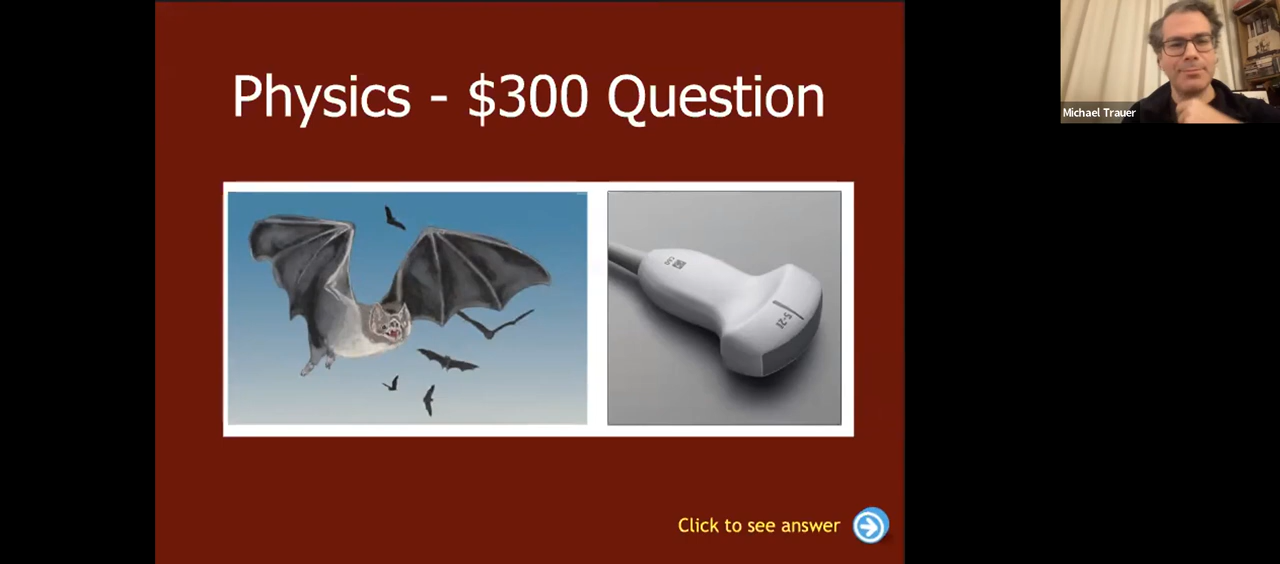 Physics - $300 Question
Michael Trauer
Click to see answer